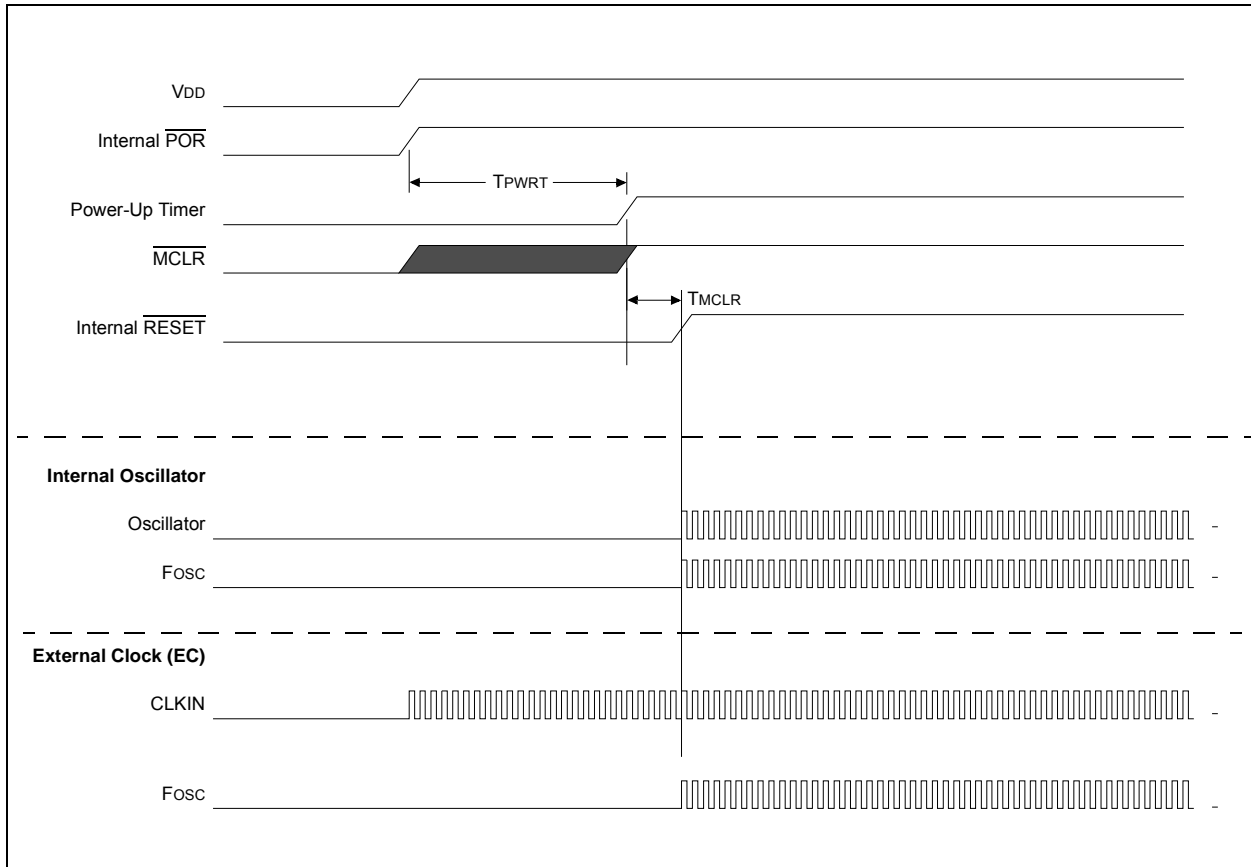 VDD
Internal POR
TPWRT
Power-Up Timer
MCLR
TMCLR
Internal RESET
Internal Oscillator
Oscillator
FOSC
External Clock (EC)
CLKIN
FOSC